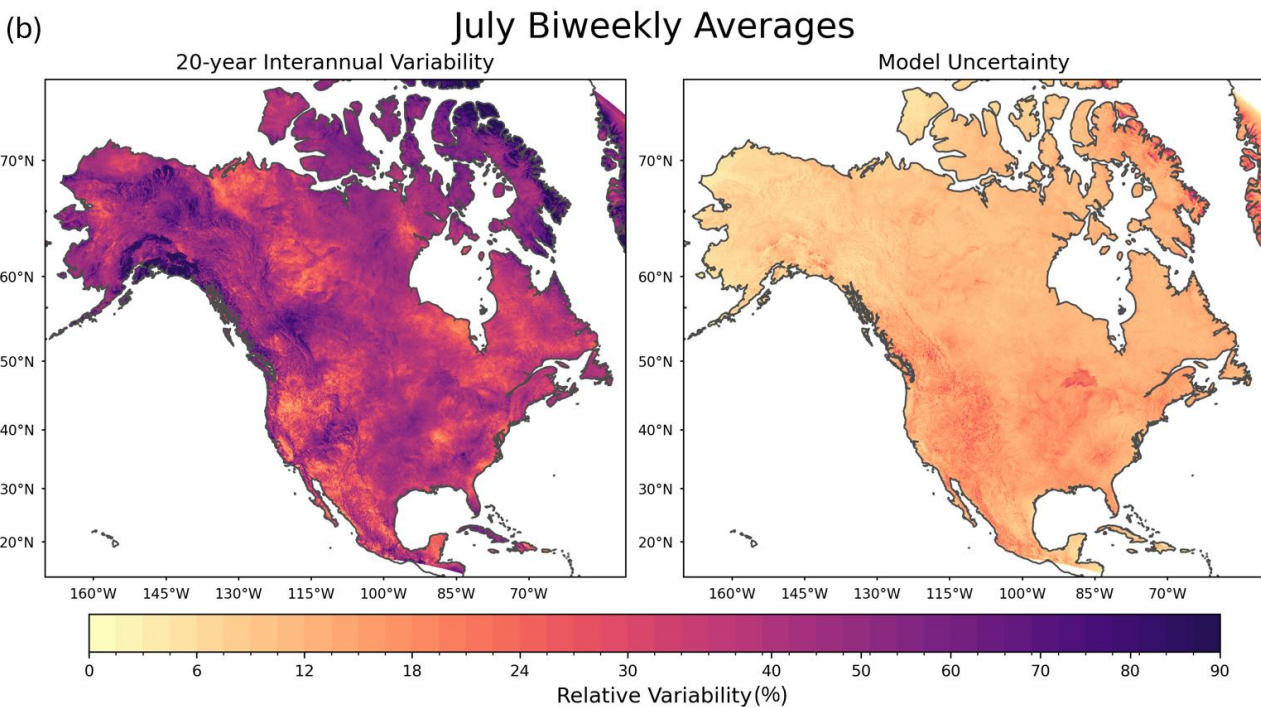 (b)
July Biweekly Averages
20-year Interannual Variability
Model Uncertainty
70°N
70°N
60°N
60°N
50°N
50°N
40°N
40°N
30°N
30°N
20°N
20°N
160°W 145°W 130°W 115°W 100°W 85°W 70°W
160°W 145°W 130°W 115°W 100°W 85°W 70°W
0 6 12 18 24 30 40 50 60 70 80 90
Relative Variability(%)